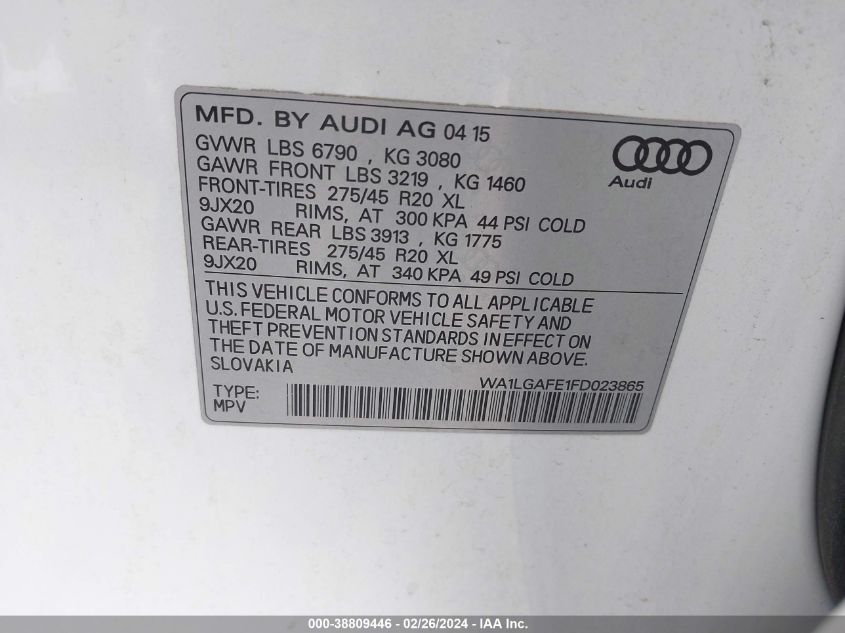 MFD. BY AUDI AG 04 15
GVWR LBS 6790 , KG 3080
GAWR FRONT LBS 3219 , KG 1460
FRONT-TIRES 275/45 R20 XL
9JX20 RIMS, AT 300 KPA 44 PSI COLD
GAWR REAR LBS 3913 , KG 1775
REAR-TIRES 275/45 R20 XL
9JX20 RIMS, AT 340 KPA 49 PSI COLD
Audi
THIS VEHICLE CONFORMS TO ALL APPLICABLE
U.S. FEDERAL MOTOR VEHICLE SAFETY AND
THEFT PREVENTION STANDARDS IN EFFECT ON
THE DATE OF MANUFACTURE SHOWN ABOVE.
SLOVAKIA
WA1LGAFE1FD023865
TYPE:
MPV
000-38809446 - 02/26/2024 - IAA Inc.